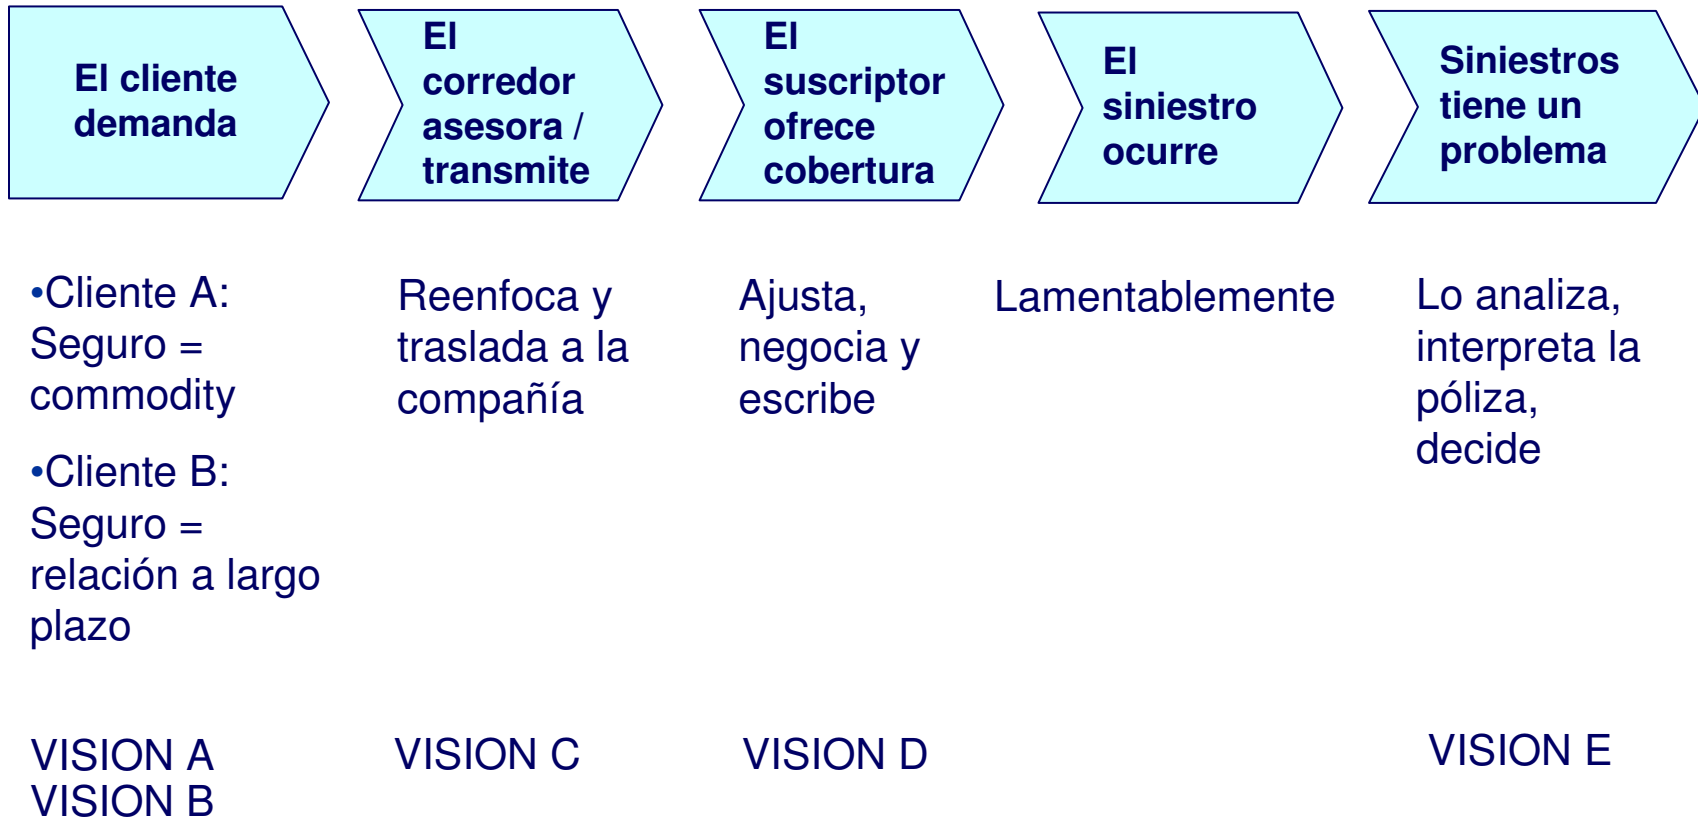 El cliente
demanda
El
corredor
asesora /
transmite
El
suscriptor
ofrece
cobertura
El
siniestro
ocurre
Siniestros
tiene un
problema
•Cliente A:
Seguro =
commodity
•Cliente B:
Seguro =
relación a largo
plazo
Reenfoca y
traslada a la
compañía
Ajusta,
negocia y
escribe
Lamentablemente
Lo analiza,
interpreta la
póliza,
decide
VISION A
VISION B
VISION C
VISION D
VISION E